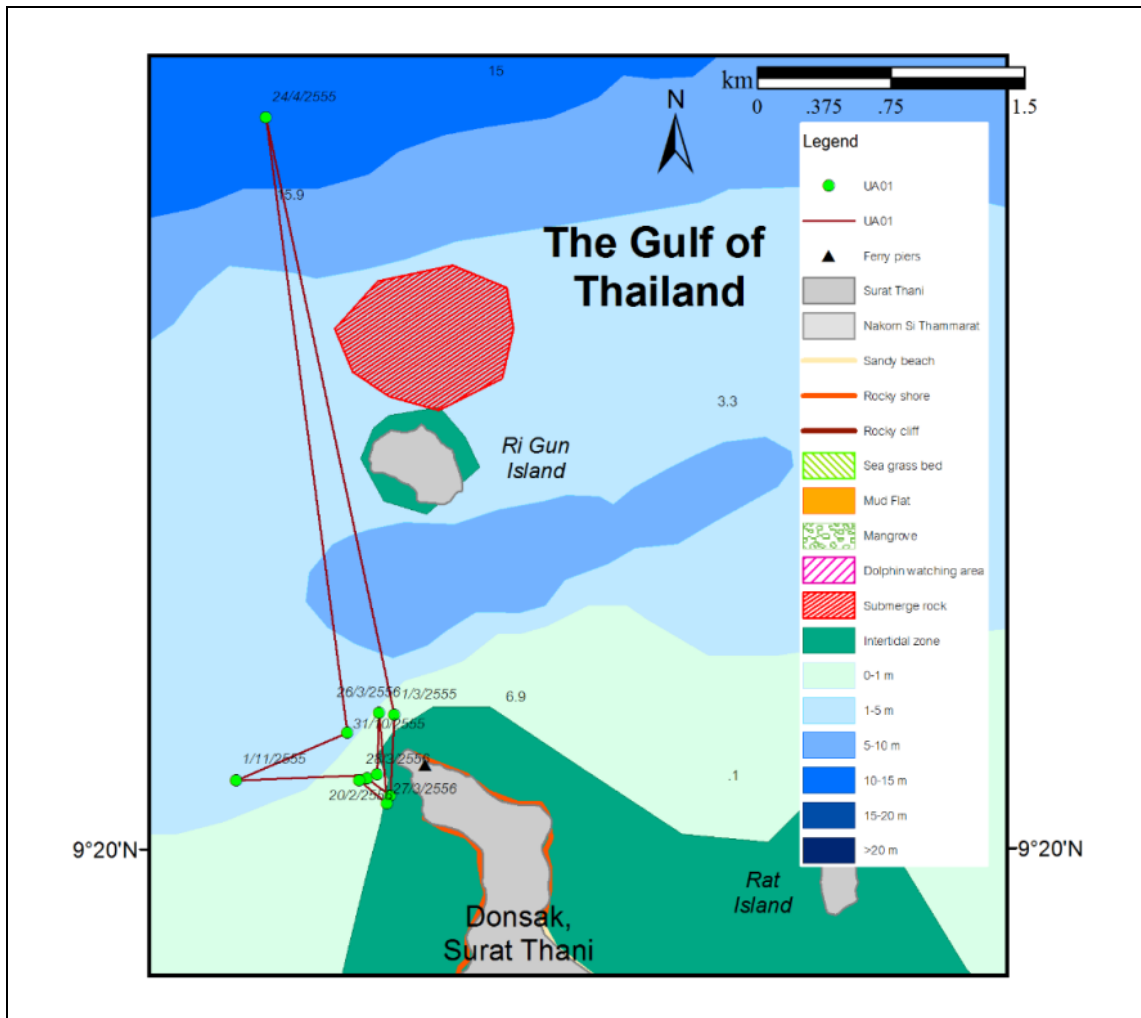 15
km
0 .375 .75 1.5
24/4/2555
N
Legend
15.9
UA01
UA01
The Gulf of
Thailand
Ferry piers
Surat Thani
Nakorn Si Thammarat
Sandy beach
3.3
Rocky shore
Rocky cliff
Ri Gun
Island
Sea grass bed
Mud Flat
Mangrove
Dolphin watching area
Submerge rock
Intertidal zone
0-1 m
26/3/2556
1/3/2555
6.9
1-5 m
31/10/2555
5-10 m
1/11/2555
28/3/2556
.1
10-15 m
27/3/2556
15-20 m
9°20'N
9°20'N
>20 m
Rat
Island
Donsak,
Surat Thani